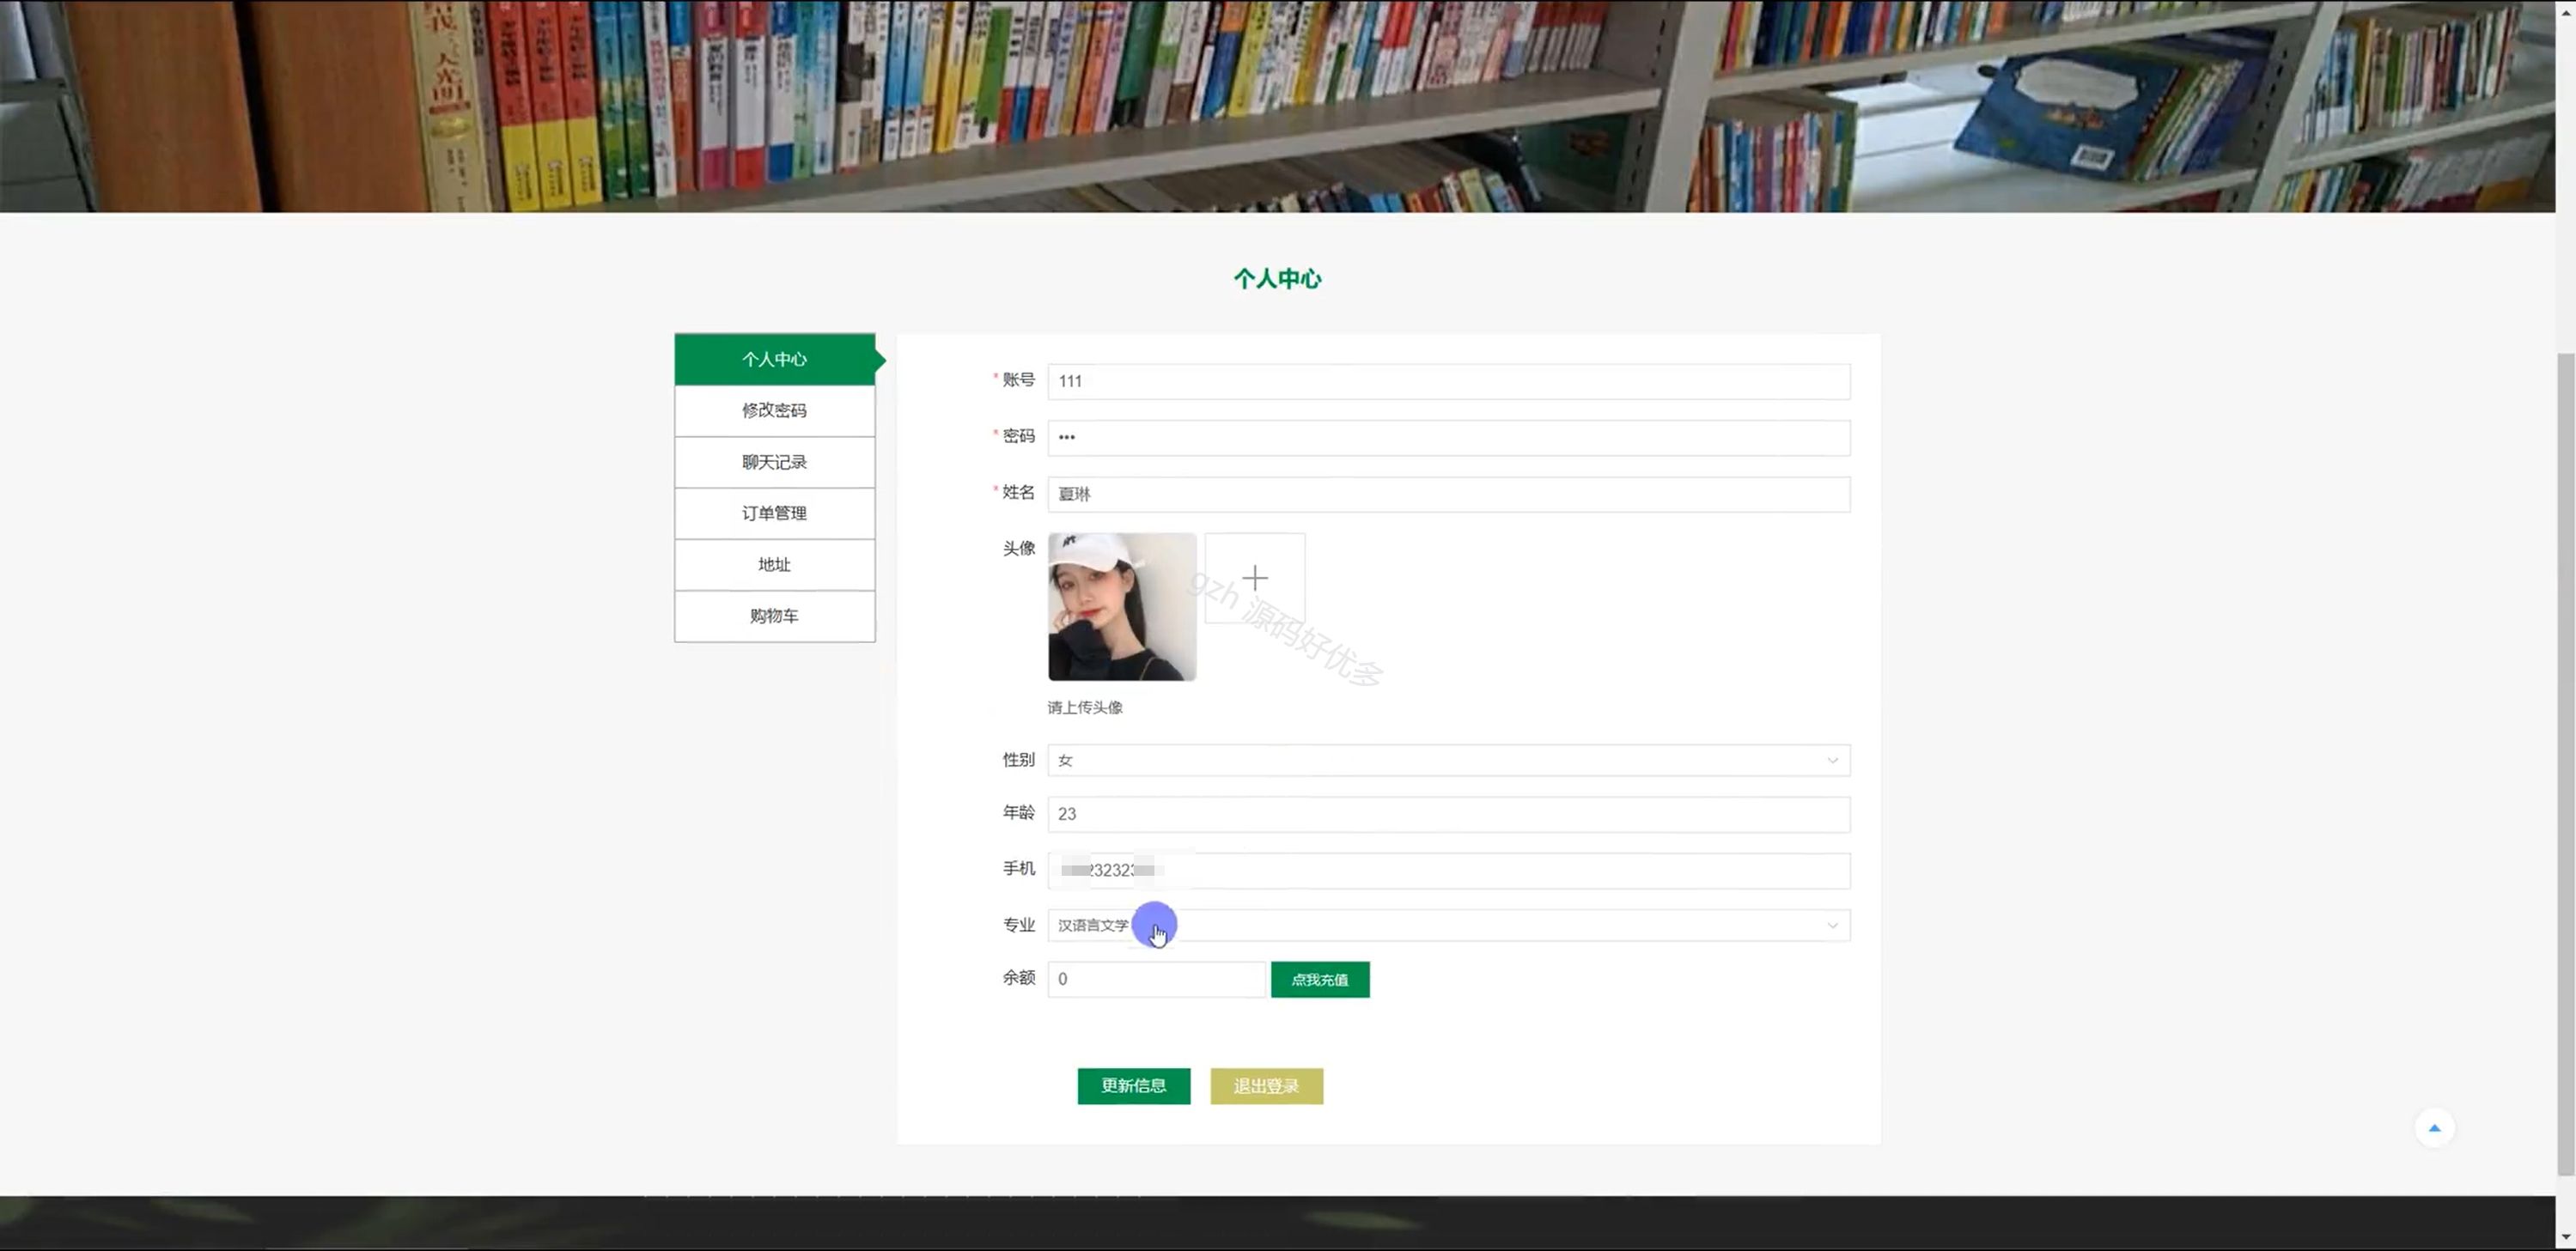 个人中心
个人中心
修改密码
聊天记录
订单管理
地址
购物车
* 账号 111
* 密码 •••
* 姓名 夏琳
头像
gzh 源码好优多
请上传头像
性别 女
年龄 23
手机 232323
专业 汉语言文学
余额 0 点我充值
更新信息 退出登录